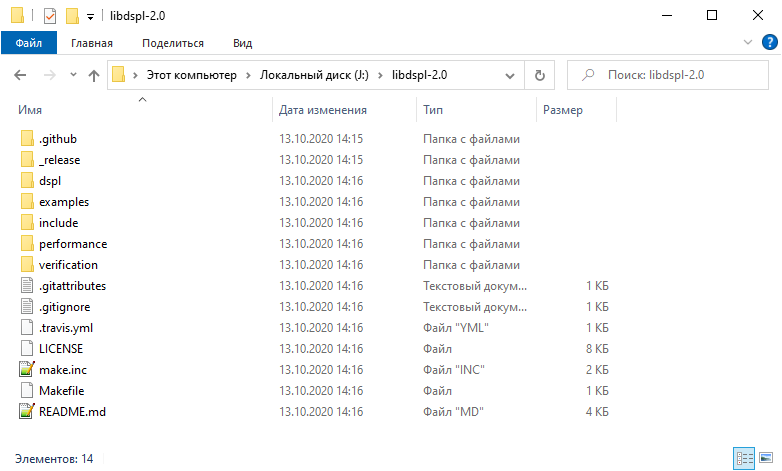 libdspl-2.0
Файл Главная Поделиться Вид
Этот компьютер Локальный диск (J:) libdspl-2.0 Поиск: libdspl-2.0
Имя Дата изменения Тип Размер
.github 13.10.2020 14:15 Папка с файлами
_release 13.10.2020 14:15 Папка с файлами
dspl 13.10.2020 14:16 Папка с файлами
examples 13.10.2020 14:16 Папка с файлами
include 13.10.2020 14:16 Папка с файлами
performance 13.10.2020 14:16 Папка с файлами
verification 13.10.2020 14:16 Папка с файлами
.gitattributes 13.10.2020 14:16 Текстовый докум... 1 КБ
.gitignore 13.10.2020 14:16 Текстовый докум... 1 КБ
.travis.yml 13.10.2020 14:16 Файл "YML" 1 КБ
LICENSE 13.10.2020 14:16 Файл 8 КБ
make.inc 13.10.2020 14:16 Файл "INC" 2 КБ
Makefile 13.10.2020 14:16 Файл 1 КБ
README.md 13.10.2020 14:16 Файл "MD" 4 КБ
Элементов: 14